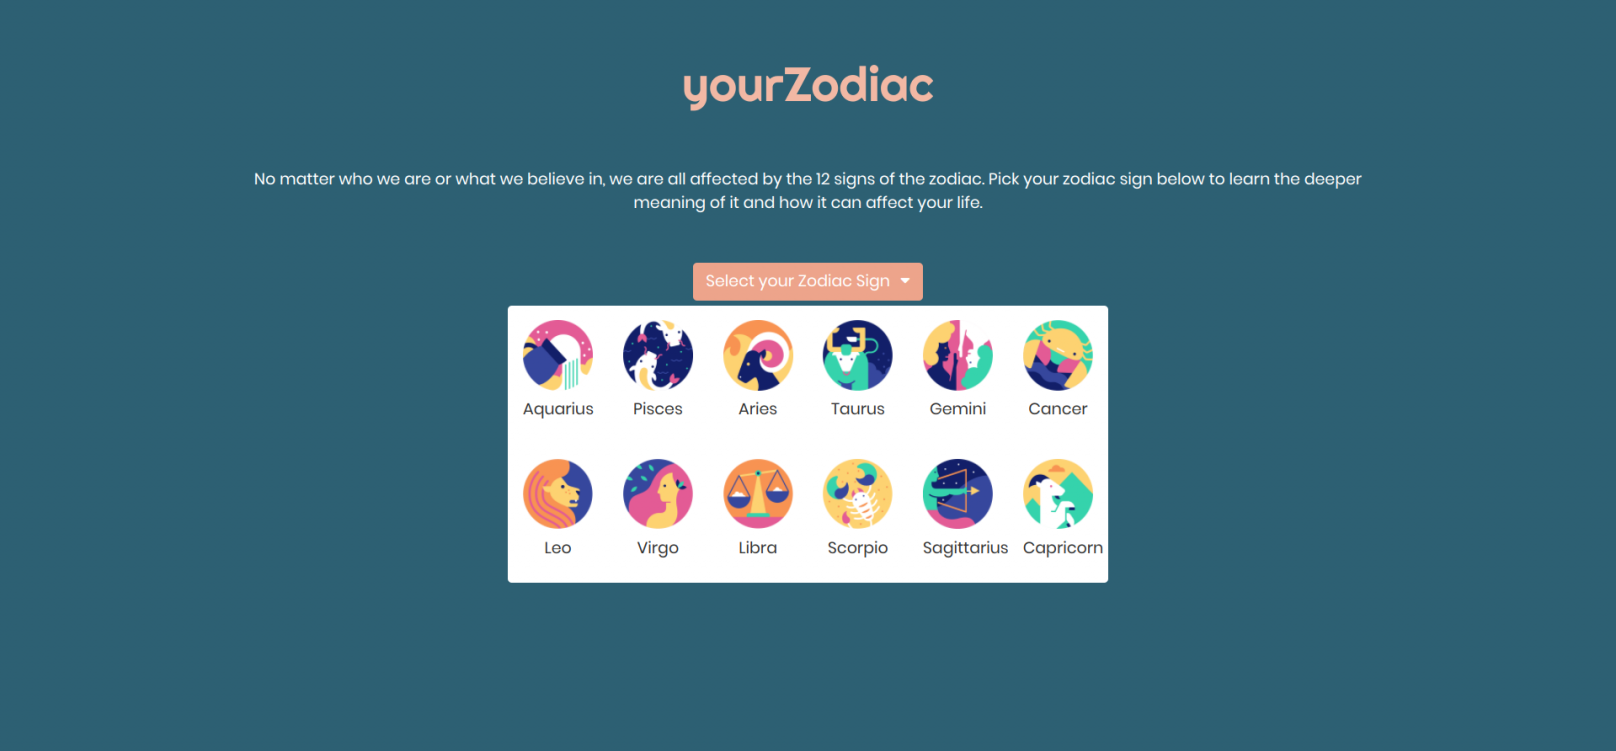 yourZodiac
No matter who we are or what we believe in, we are all affected by the 12 signs of the zodiac. Pick your zodiac sign below to learn the deeper
meaning of it and how it can affect your life.
Select your Zodiac Sign
Aquarius Pisces Aries Taurus Gemini Cancer
Leo Virgo Libra Scorpio Sagittarius Capricorn